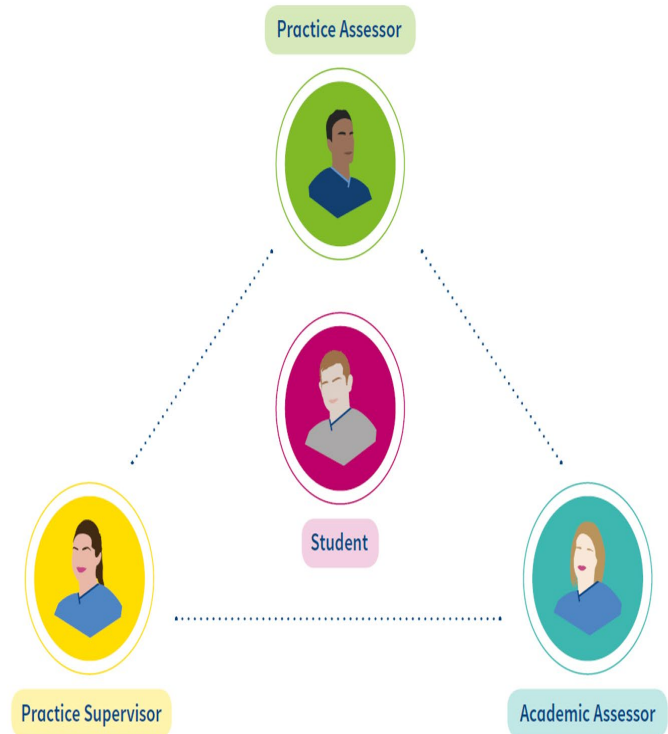 Practice Assessor
Student
Practice Supervisor
Academic Assessor